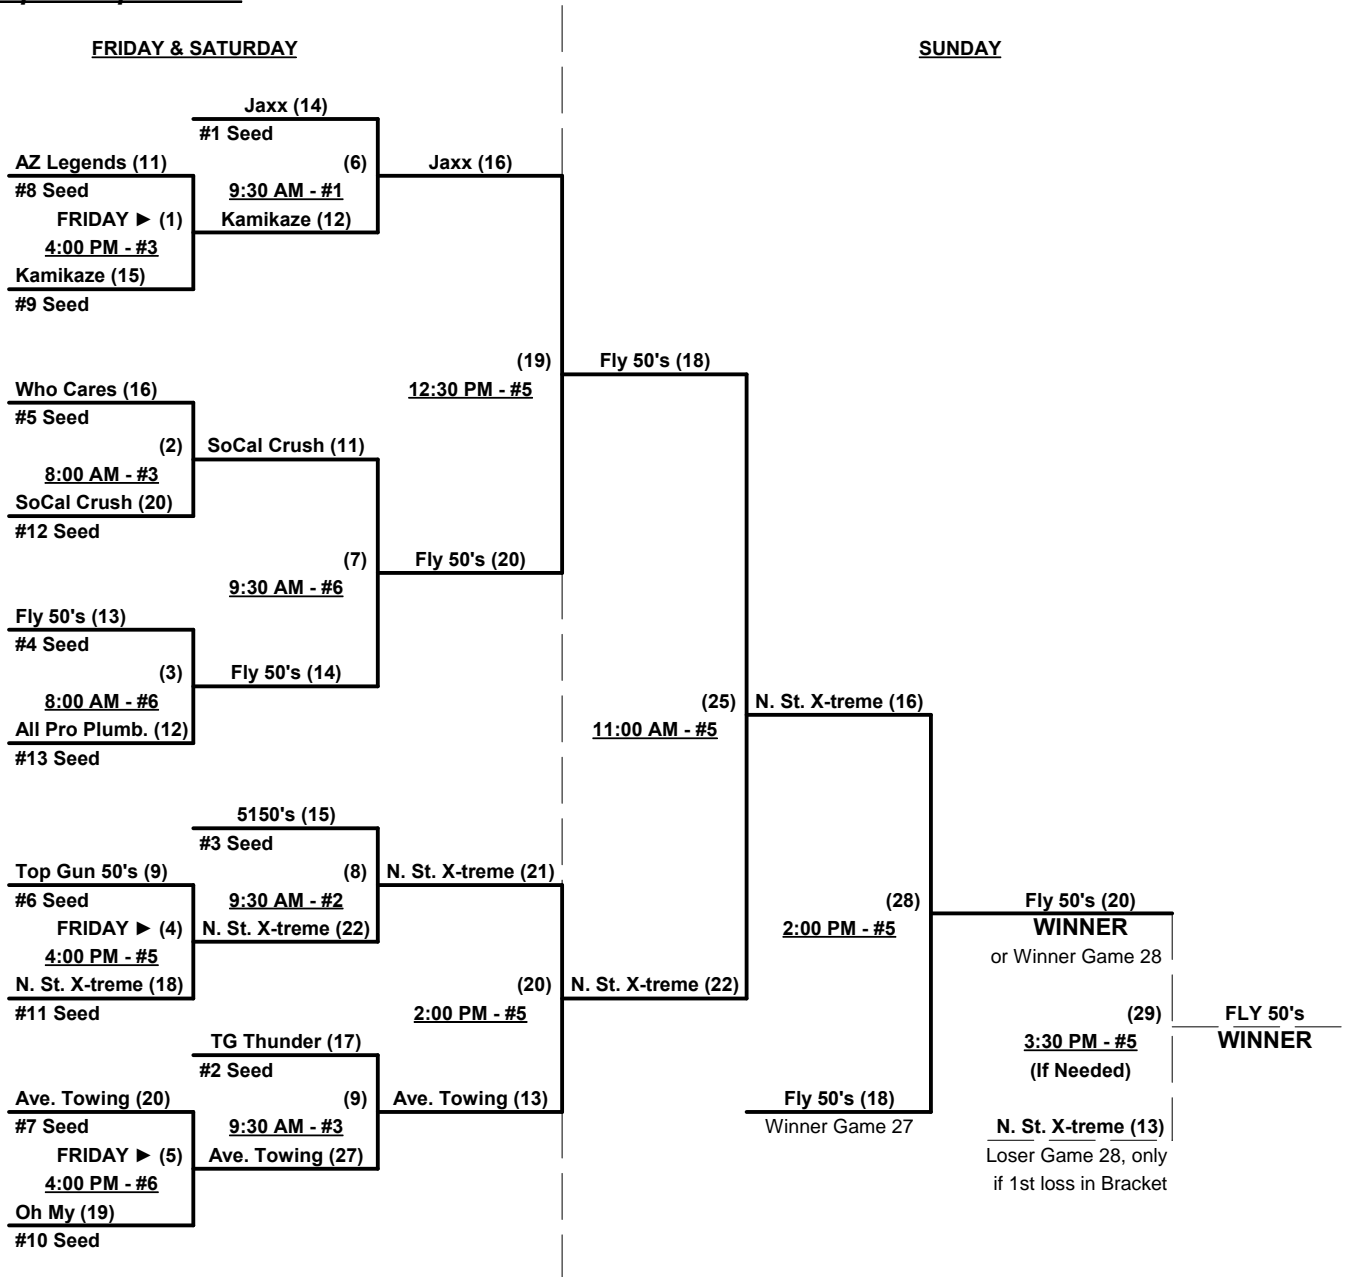 FRIDAY & SATURDAY
SUNDAY
Jaxx (14)
#1 Seed
AZ Legends (11)
(6)
Jaxx (16)
#8 Seed
9:30 AM - #1
FRIDAY ► (1)
Kamikaze (12)
4:00 PM - #3
Kamikaze (15)
#9 Seed
(19)
Fly 50's (18)
Who Cares (16)
12:30 PM - #5
#5 Seed
(2)
SoCal Crush (11)
8:00 AM - #3
SoCal Crush (20)
#12 Seed
(7)
Fly 50's (20)
9:30 AM - #6
Fly 50's (13)
#4 Seed
(3)
Fly 50's (14)
8:00 AM - #6
(25)
N. St. X-treme (16)
All Pro Plumb. (12)
11:00 AM - #5
#13 Seed
5150's (15)
#3 Seed
Top Gun 50's (9)
(8)
N. St. X-treme (21)
#6 Seed
9:30 AM - #2
(28)
Fly 50's (20)
FRIDAY ► (4)
N. St. X-treme (22)
2:00 PM - #5
WINNER
4:00 PM - #5
or Winner Game 28
N. St. X-treme (18)
(20)
N. St. X-treme (22)
#11 Seed
2:00 PM - #5
(29)
FLY 50's
TG Thunder (17)
3:30 PM - #5
WINNER
#2 Seed
(If Needed)
Ave. Towing (20)
(9)
Ave. Towing (13)
Fly 50's (18)
#7 Seed
9:30 AM - #3
Winner Game 27
N. St. X-treme (13)
FRIDAY ► (5)
Ave. Towing (27)
Loser Game 28, only
4:00 PM - #6
if 1st loss in Bracket
Oh My (19)
#10 Seed